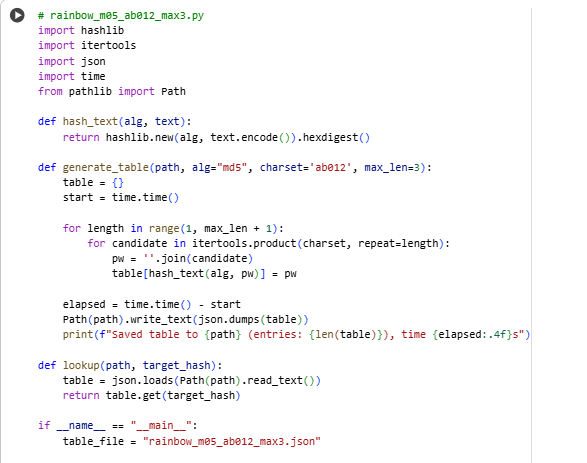 # rainbow_m05_ab012_max3.py
import hashlib
import itertools
import json
import time
from pathlib import Path

def hash_text(alg, text):
    return hashlib.new(alg, text.encode()).hexdigest()

def generate_table(path, alg="md5", charset='ab012', max_len=3):
    table = {}
    start = time.time()

    for length in range(1, max_len + 1):
        for candidate in itertools.product(charset, repeat=length):
            pw = ''.join(candidate)
            table[hash_text(alg, pw)] = pw

    elapsed = time.time() - start
    Path(path).write_text(json.dumps(table))
    print(f"Saved table to {path} (entries: {len(table)}), time {elapsed:.4f}s")

def lookup(path, target_hash):
    table = json.loads(Path(path).read_text())
    return table.get(target_hash)

if __name__ == "__main__":
    table_file = "rainbow_m05_ab012_max3.json"